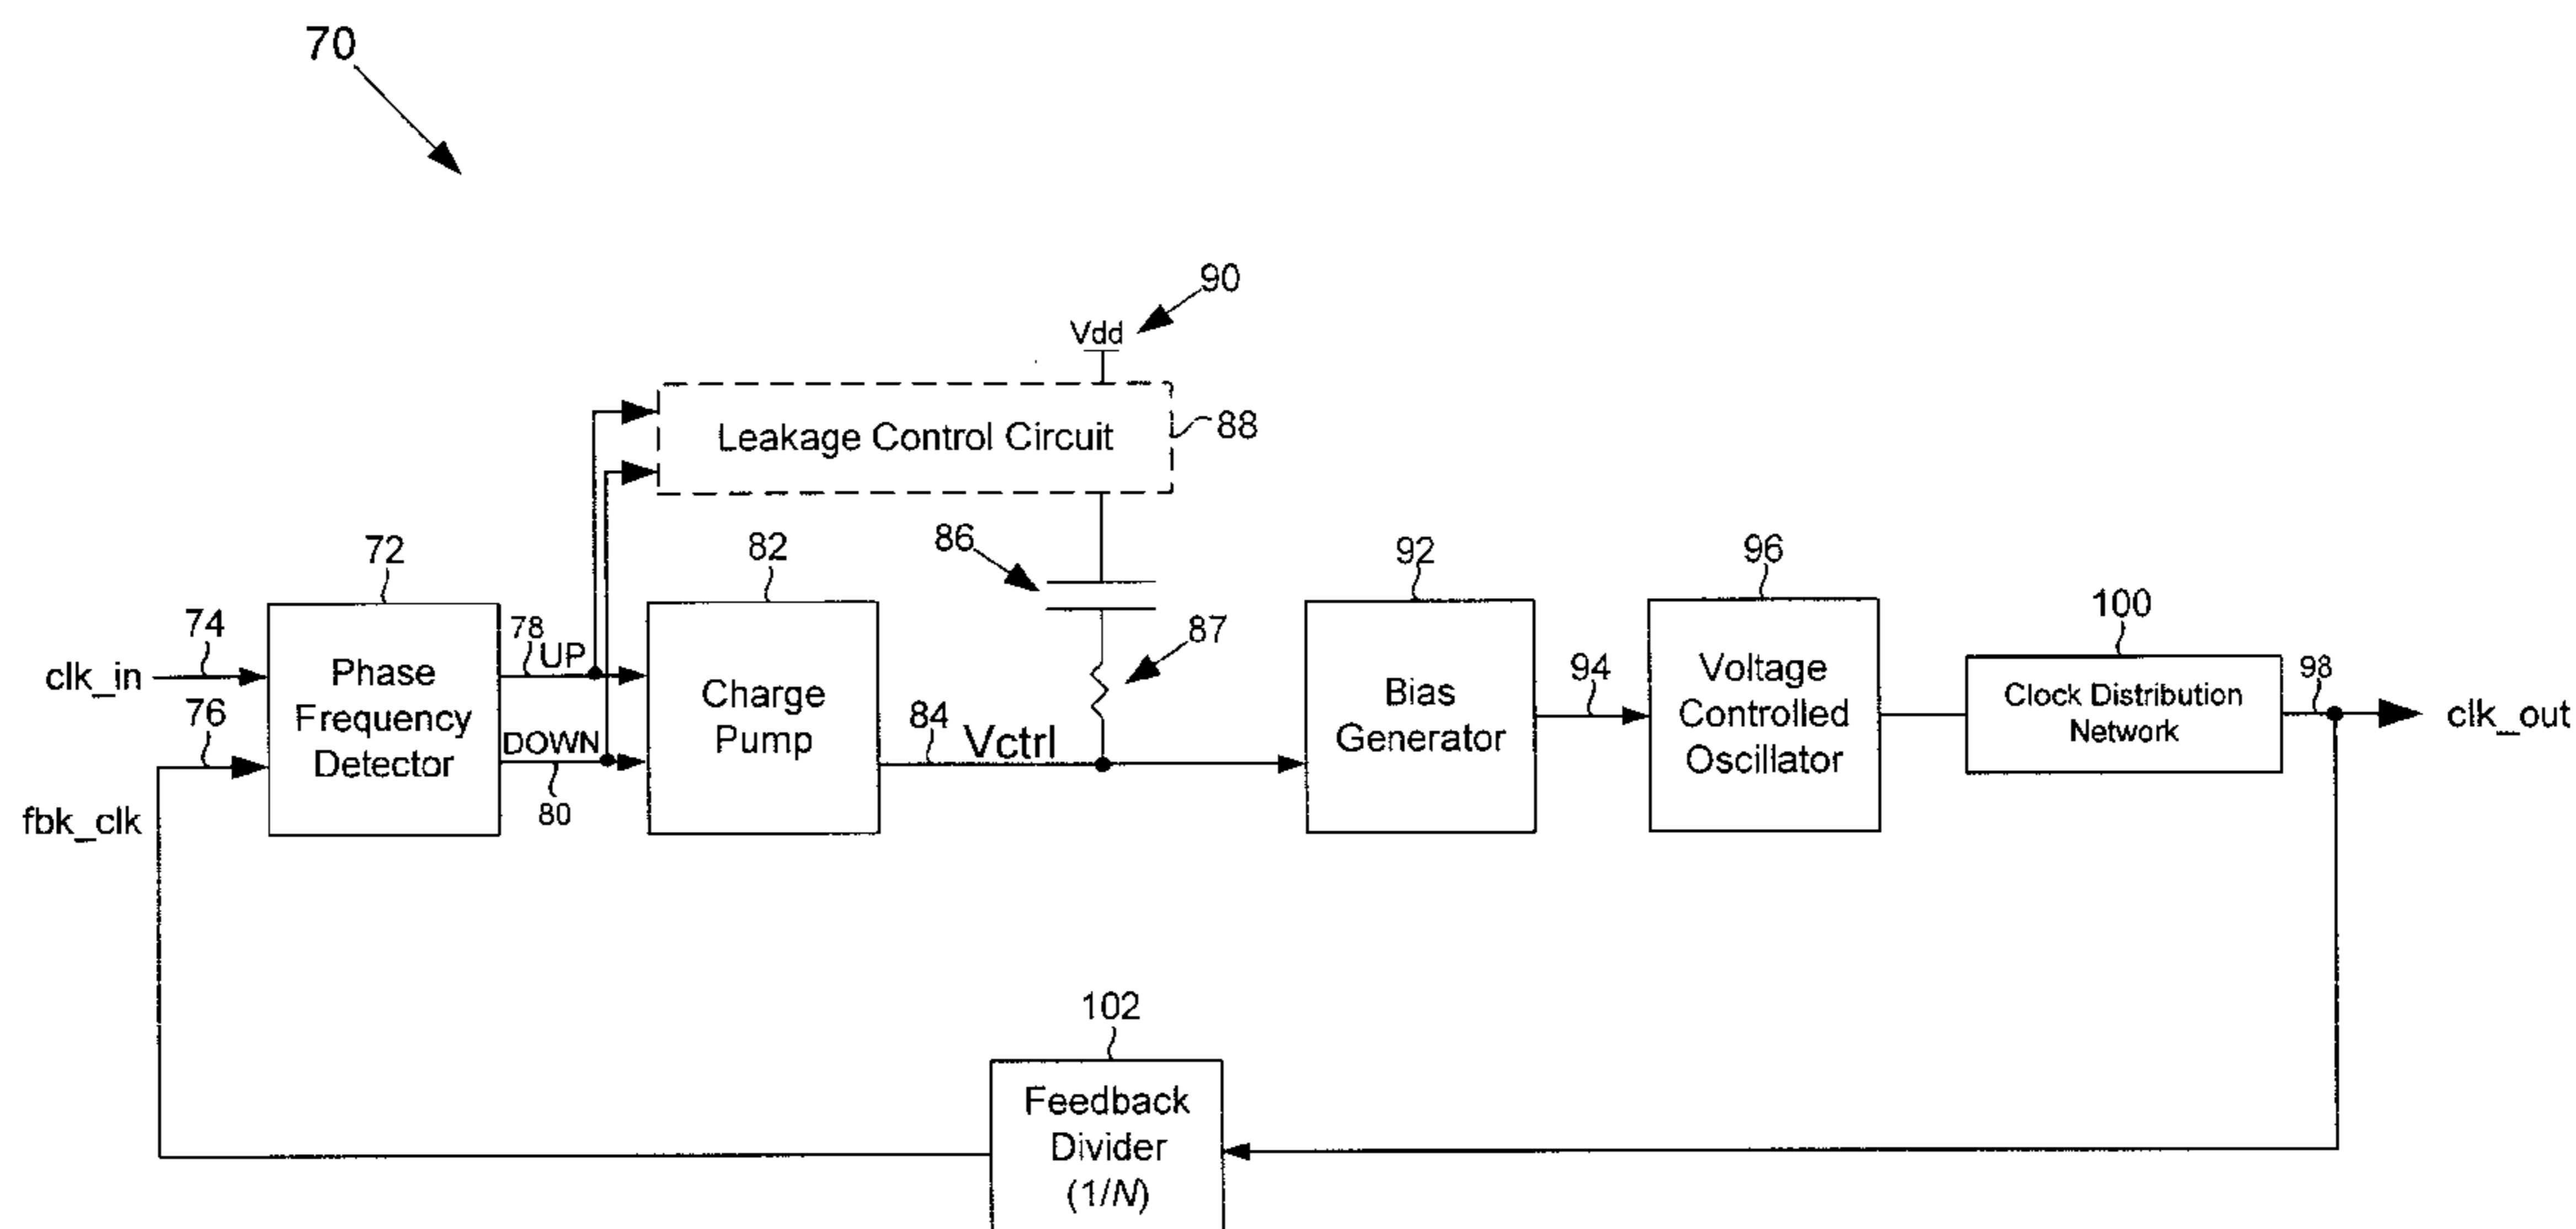 70
90
Vdd
Leakage Control Circuit
88
86
72
82
92
96
100
74
78
UP
87
98
clk_in
Phase
Frequency
Detector
Charge
Pump
Bias
Generator
94
Voltage
Controlled
Oscillator
Clock Distribution
Network
clk_out
76
DOWN
84
Vctrl
80
fbk_clk
102
Feedback
Divider
(1/N)